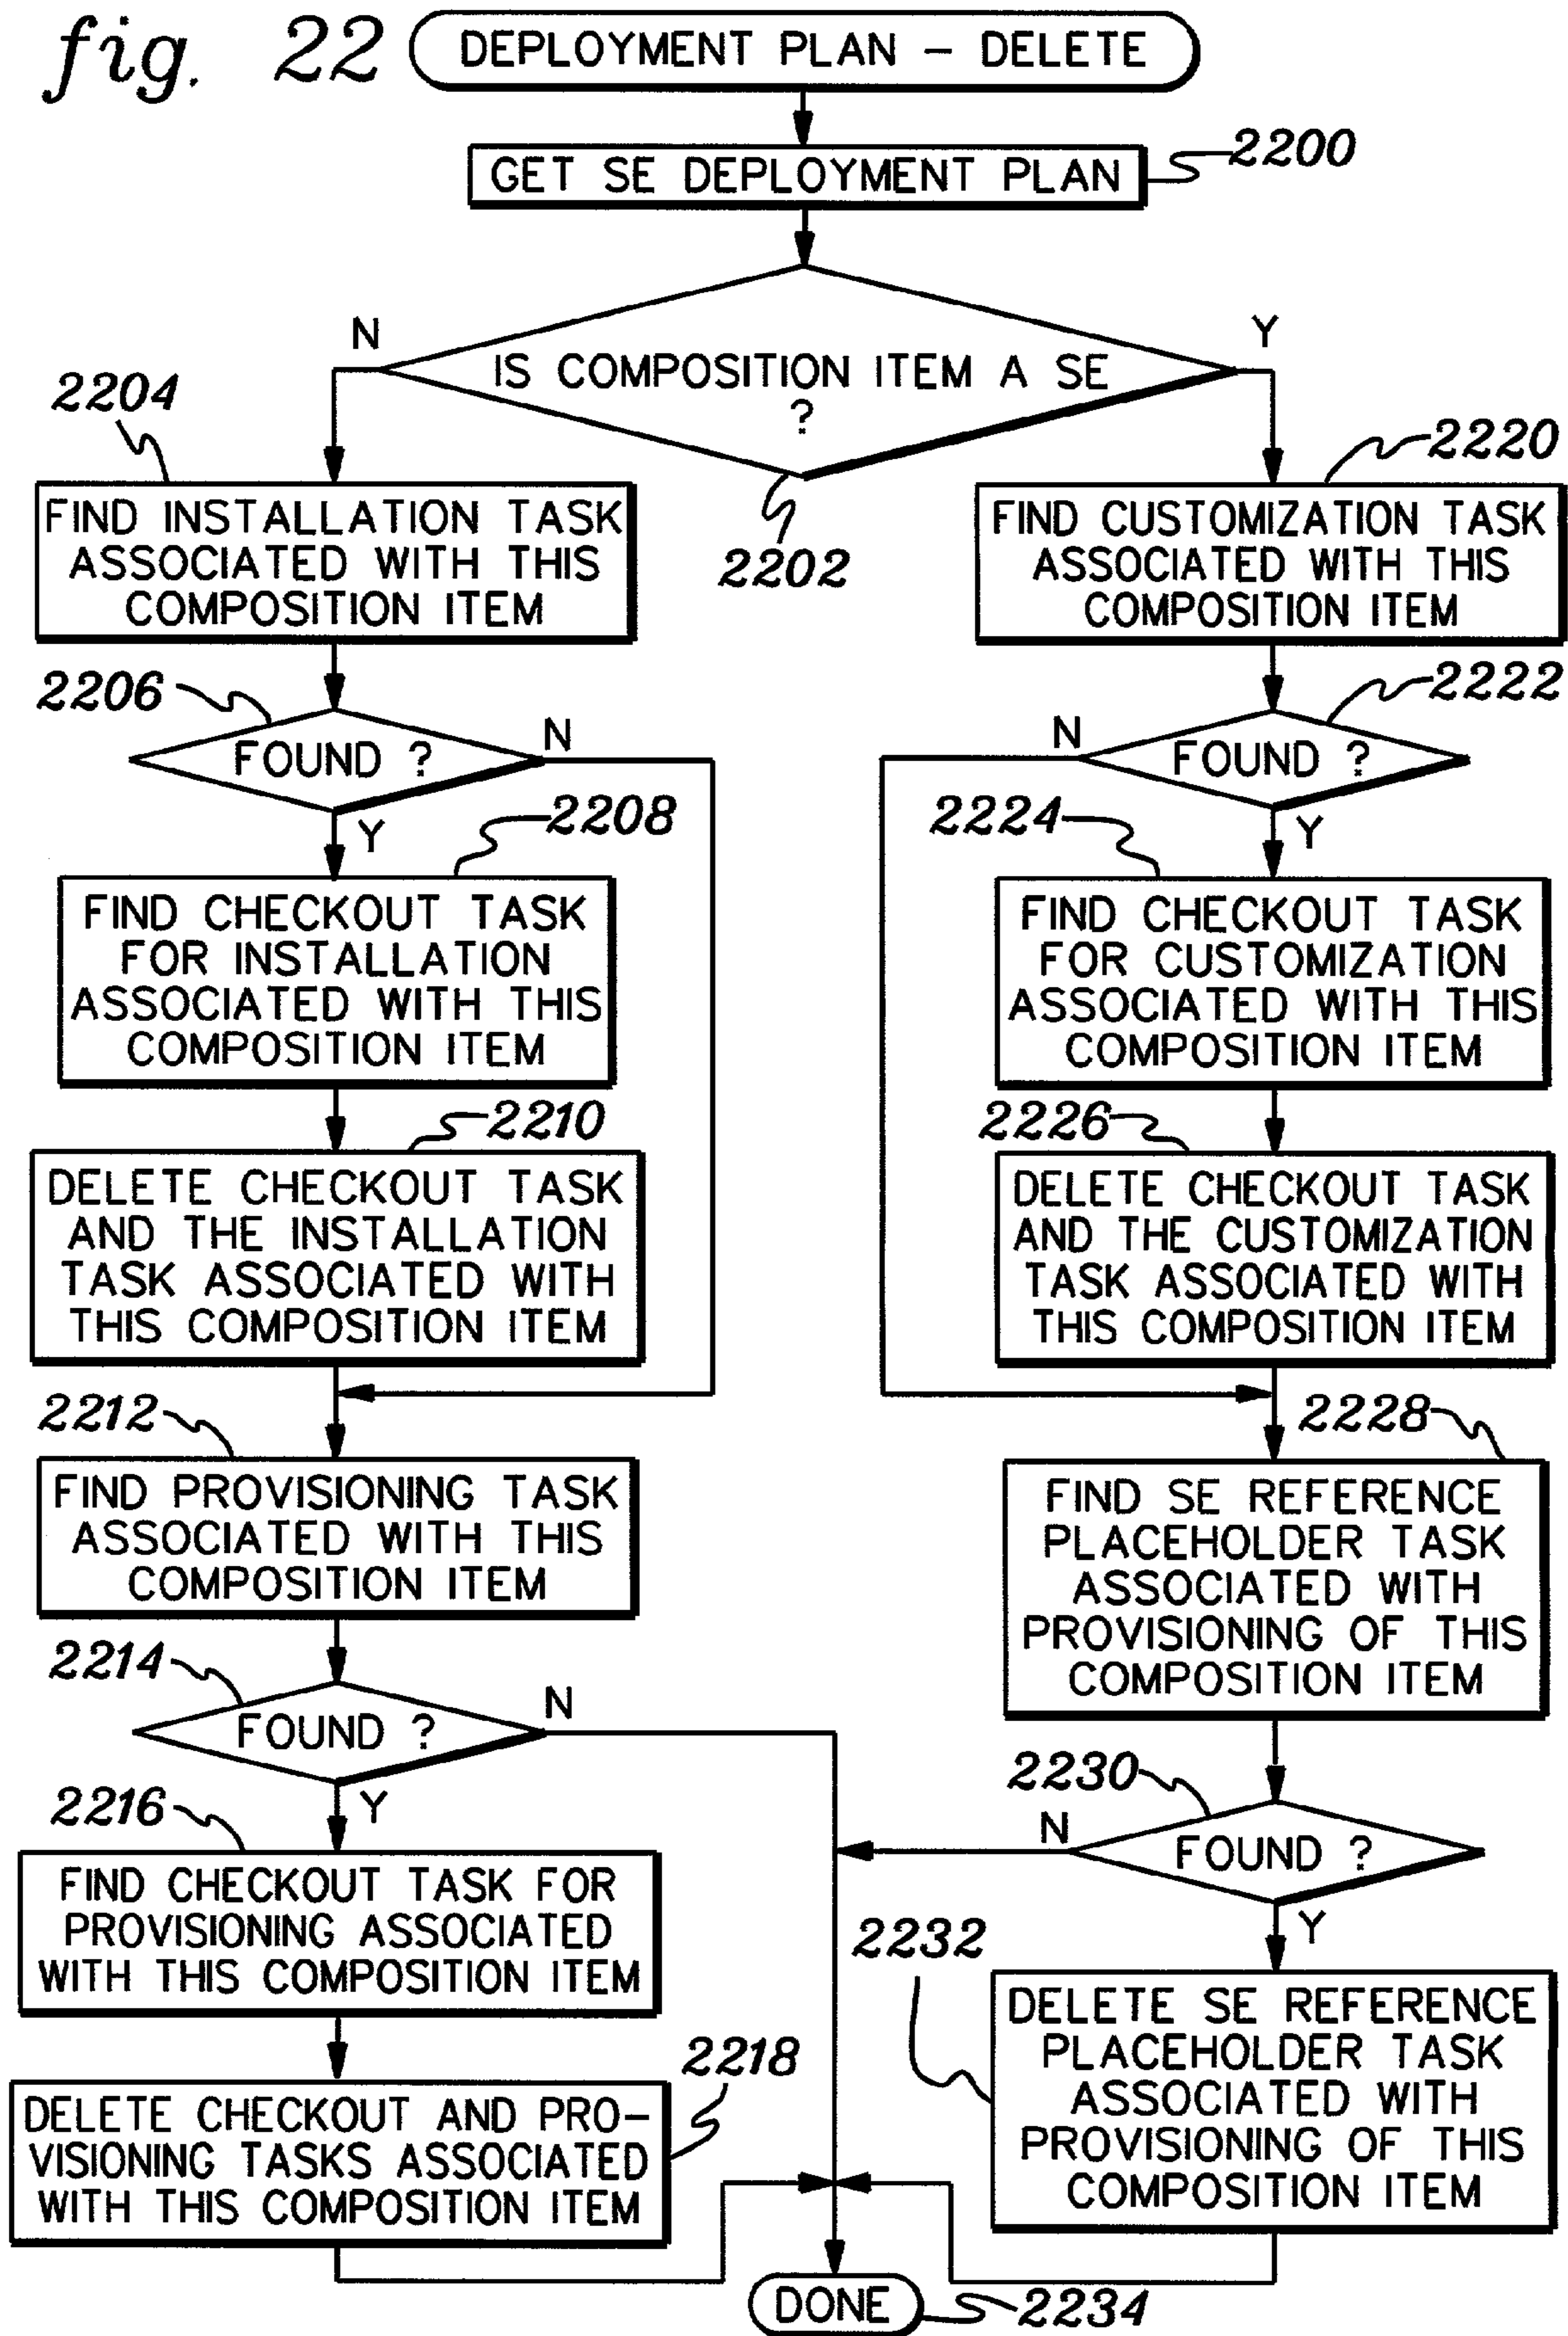 fig. 22
DEPLOYMENT PLAN – DELETE
GET SE DEPLOYMENT PLAN
2200
N
Y
IS COMPOSITION ITEM A SE
?
2202
2204
FIND INSTALLATION TASK
ASSOCIATED WITH THIS
COMPOSITION ITEM
2206
FOUND ?
N
Y
2208
FIND CHECKOUT TASK
FOR INSTALLATION
ASSOCIATED WITH THIS
COMPOSITION ITEM
2210
DELETE CHECKOUT TASK
AND THE INSTALLATION
TASK ASSOCIATED WITH
THIS COMPOSITION ITEM
2212
FIND PROVISIONING TASK
ASSOCIATED WITH THIS
COMPOSITION ITEM
2214
FOUND ?
N
Y
2216
FIND CHECKOUT TASK FOR
PROVISIONING ASSOCIATED
WITH THIS COMPOSITION ITEM
2218
DELETE CHECKOUT AND PRO–
VISIONING TASKS ASSOCIATED
WITH THIS COMPOSITION ITEM
2220
FIND CUSTOMIZATION TASK
ASSOCIATED WITH THIS
COMPOSITION ITEM
2222
N
FOUND ?
Y
2224
FIND CHECKOUT TASK
FOR CUSTOMIZATION
ASSOCIATED WITH THIS
COMPOSITION ITEM
2226
DELETE CHECKOUT TASK
AND THE CUSTOMIZATION
TASK ASSOCIATED WITH
THIS COMPOSITION ITEM
2228
FIND SE REFERENCE
PLACEHOLDER TASK
ASSOCIATED WITH
PROVISIONING OF THIS
COMPOSITION ITEM
2230
N
FOUND ?
Y
2232
DELETE SE REFERENCE
PLACEHOLDER TASK
ASSOCIATED WITH
PROVISIONING OF THIS
COMPOSITION ITEM
DONE
2234